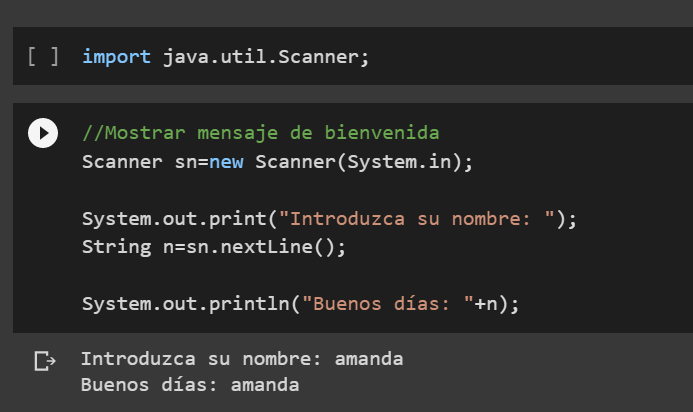 [ ] import java.util.Scanner;
//Mostrar mensaje de bienvenida
Scanner sn=new Scanner(System.in);
System.out.print("Introduzca su nombre: ");
String n=sn.nextLine();
System.out.println("Buenos días: "+n);
Introduzca su nombre: amanda
Buenos días: amanda